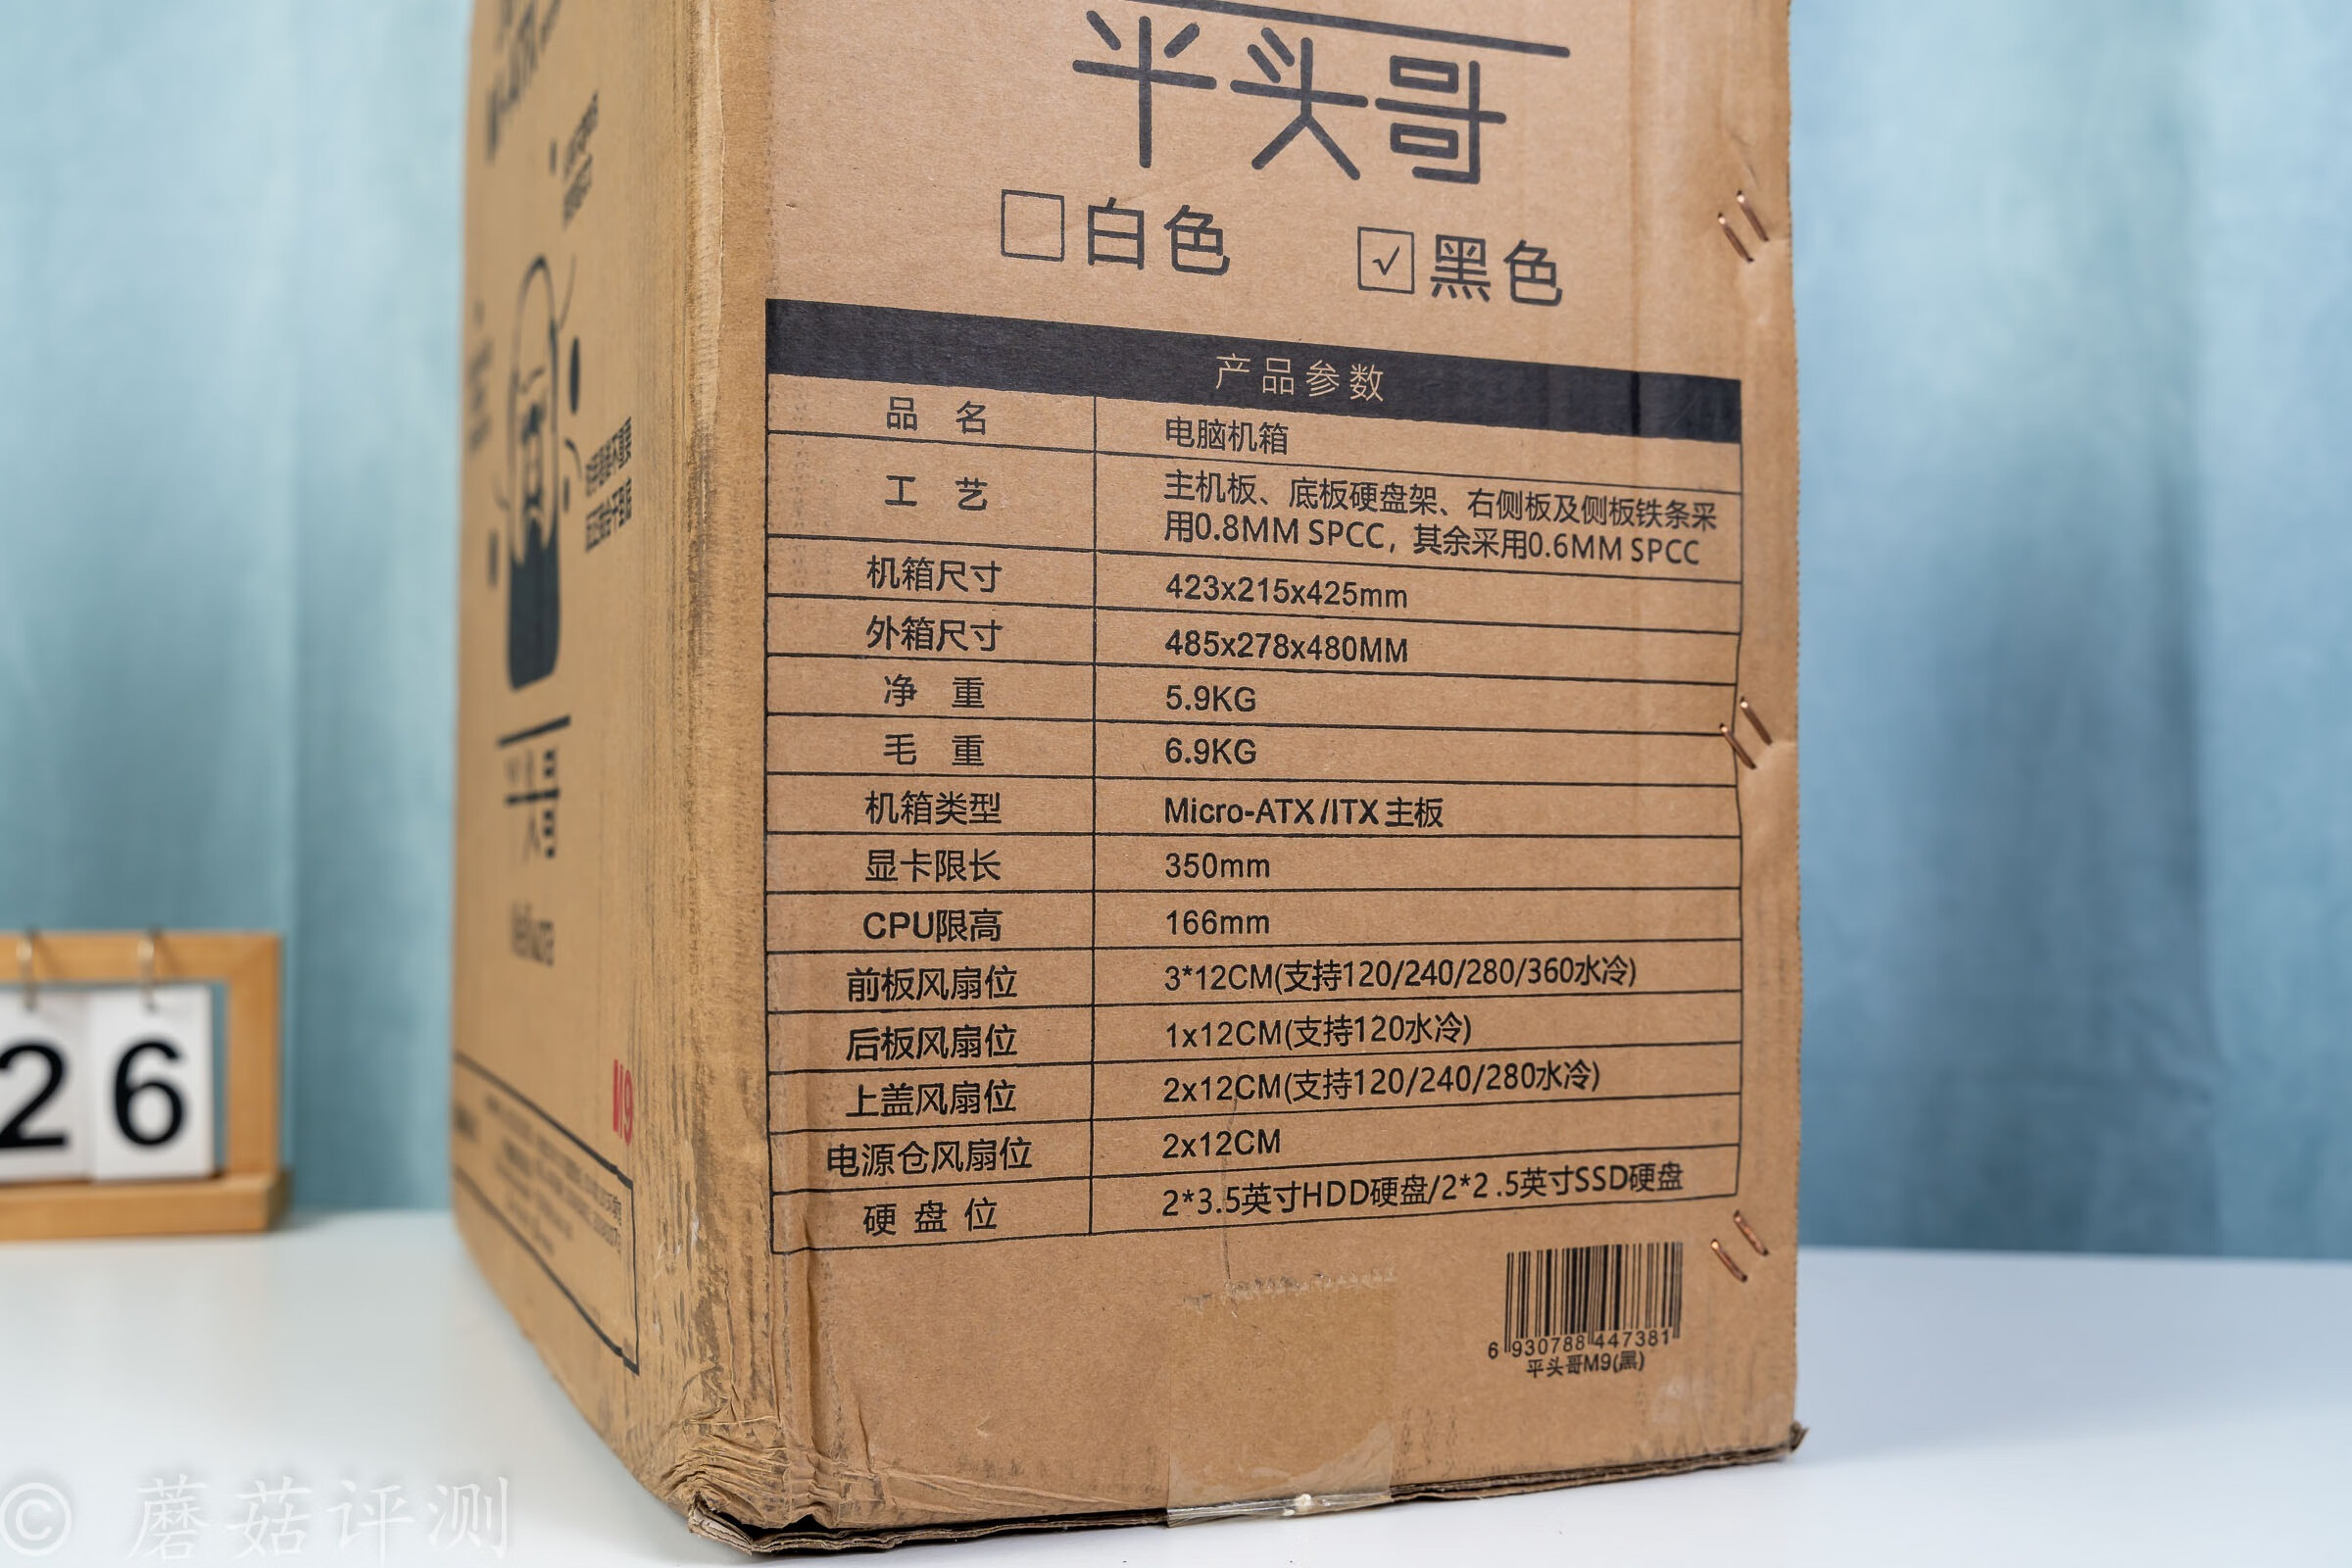 平头哥
白色 ✓黑色
产品参数
品 名 电脑机箱
工 艺 主机板、底板硬盘架、右侧板及侧板铁条采
用0.8MM SPCC，其余采用0.6MM SPCC
机箱尺寸 423x215x425mm
外箱尺寸 485x278x480MM
净 重 5.9KG
毛 重 6.9KG
机箱类型 Micro-ATX/ITX主板
显卡限长 350mm
CPU限高 166mm
前板风扇位 3*12CM(支持120/240/280/360水冷)
后板风扇位 1x12CM(支持120水冷)
上盖风扇位 2x12CM(支持120/240/280水冷)
电源仓风扇位 2x12CM
硬 盘 位 2*3.5英寸HDD硬盘/2*2.5英寸SSD硬盘
6 930788 447381
平头哥M9(黑)
平头哥
M9
26
© 蘑菇评测